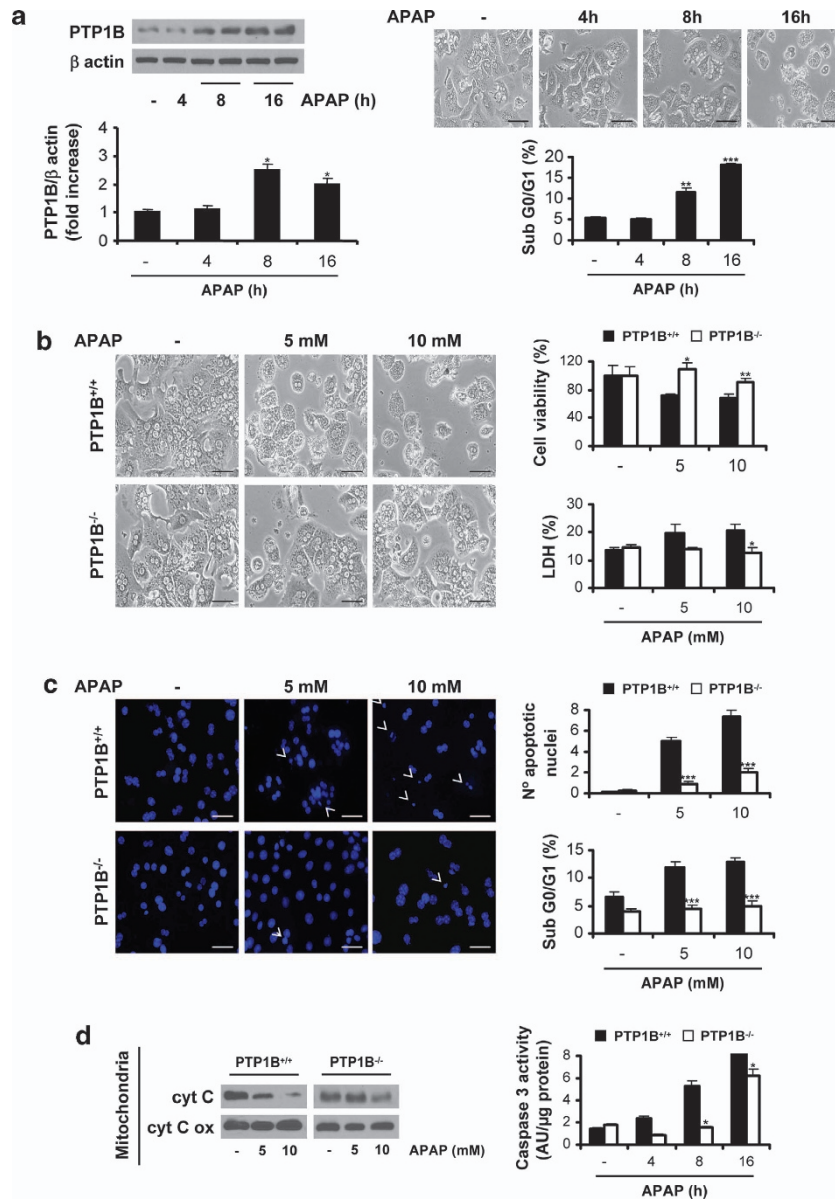 a
PTP1B
β actin
- 4 8 16 APAP (h)
PTP1B/β actin
(fold increase)
4
3
2
1
0
* *
- 4 8 16
APAP (h)
APAP - 4h 8h 16h
Sub G0/G1 (%)
20
15
10
5
0
** ***
- 4 8 16
APAP (h)
b
APAP - 5 mM 10 mM
PTP1B+/+
PTP1B-/-
PTP1B+/+ PTP1B-/-
Cell viability (%)
120
80
40
0
* **
- 5 10
LDH (%)
30
20
10
0
*
- 5 10
APAP (mM)
c
APAP - 5 mM 10 mM
PTP1B+/+
PTP1B-/-
PTP1B+/+ PTP1B-/-
Nº apoptotic
nuclei
8
6
4
2
0
*** ***
- 5 10
Sub G0/G1 (%)
15
10
5
0
*** ***
- 5 10
APAP (mM)
d
Mitochondria
PTP1B+/+ PTP1B-/-
cyt C
cyt C ox
- 5 10 - 5 10 APAP (mM)
PTP1B+/+ PTP1B-/-
Caspase 3 activity
(AU/µg protein)
8
6
4
2
0
* *
- 4 8 16
APAP (h)